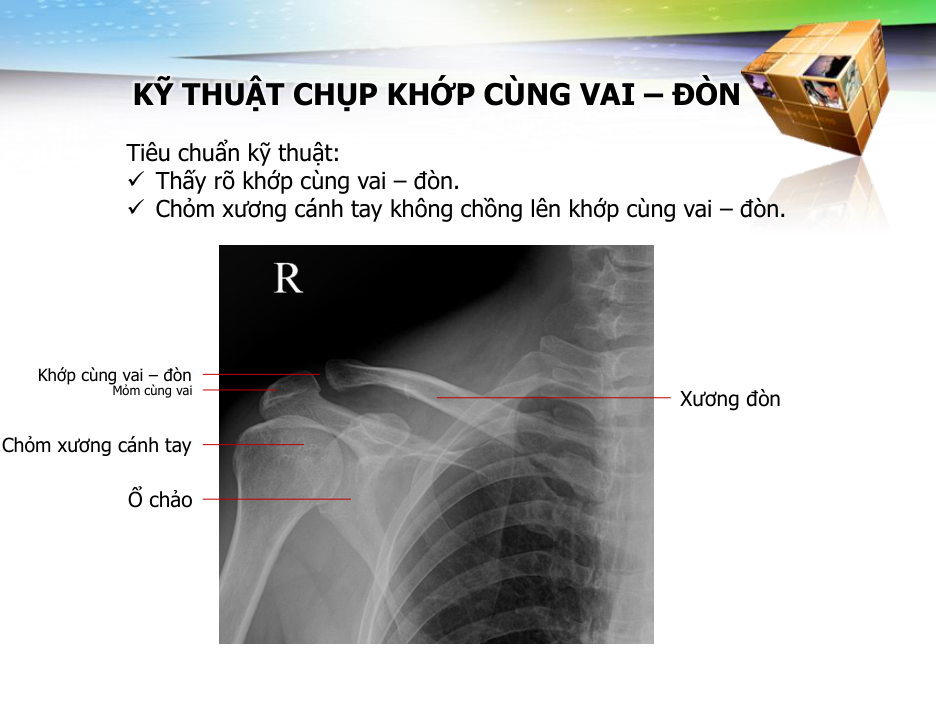 KỸ THUẬT CHỤP KHỚP CÙNG VAI – ĐÒN
Tiêu chuẩn kỹ thuật:
✓ Thấy rõ khớp cùng vai – đòn.
✓ Chỏm xương cánh tay không chồng lên khớp cùng vai – đòn.
R
Khớp cùng vai – đòn
Mỏm cùng vai
Xương đòn
Chỏm xương cánh tay
Ổ chảo